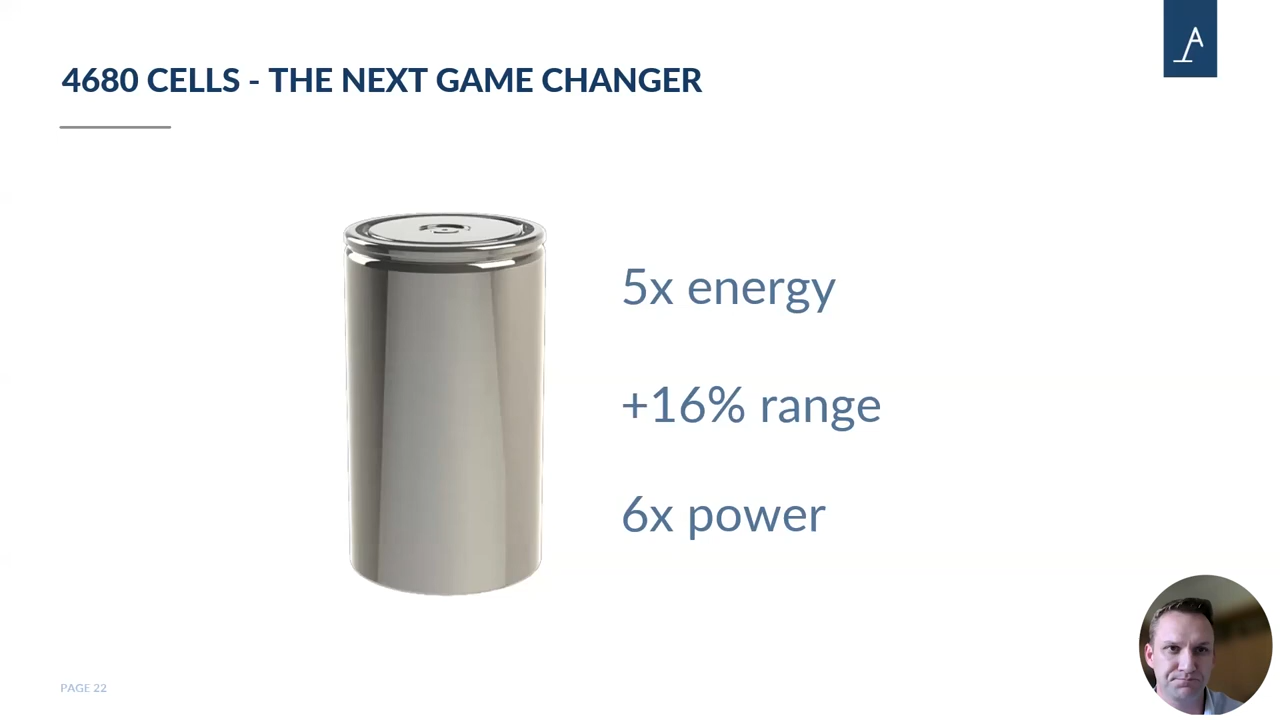 4680 CELLS - THE NEXT GAME CHANGER
A
5x energy
+16% range
6x power
PAGE 22